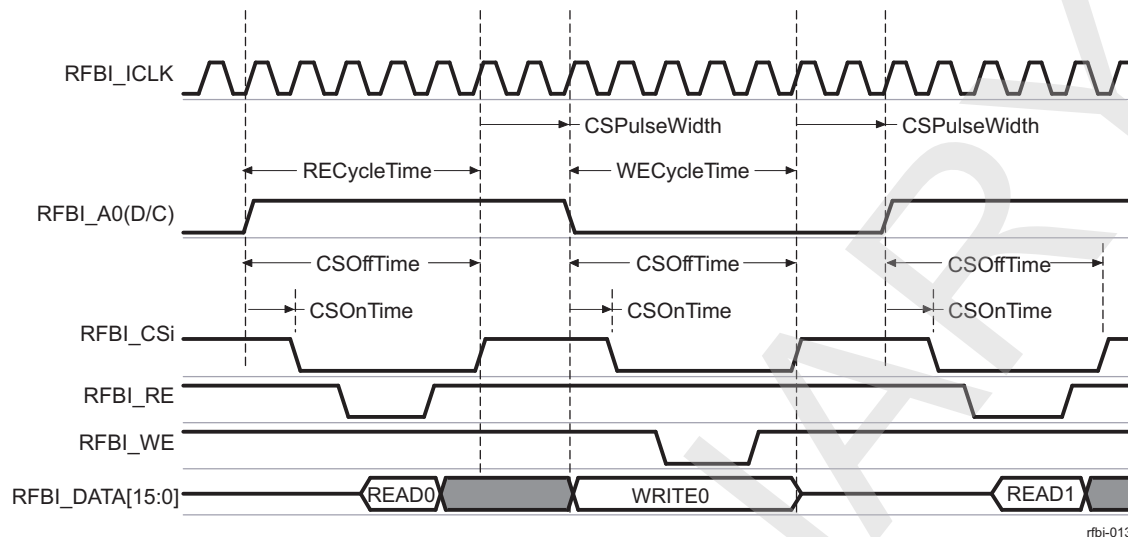 RFBI_ICLK
CSPulseWidth CSPulseWidth
RECycleTime WECycleTime
RFBI_A0(D/C)
CSOffTime CSOffTime CSOffTime
CSOnTime CSOnTime CSOnTime
RFBI_CSi
RFBI_RE
RFBI_WE
RFBI_DATA[15:0] READ0 WRITE0 READ1
rfbi-013
IARY